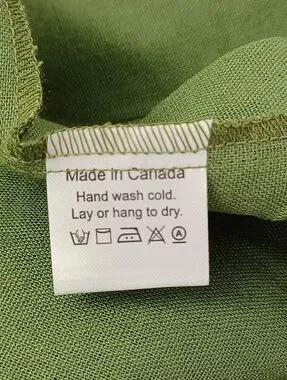 Made in Canada
Hand wash cold.
Lay or hang to dry.
A